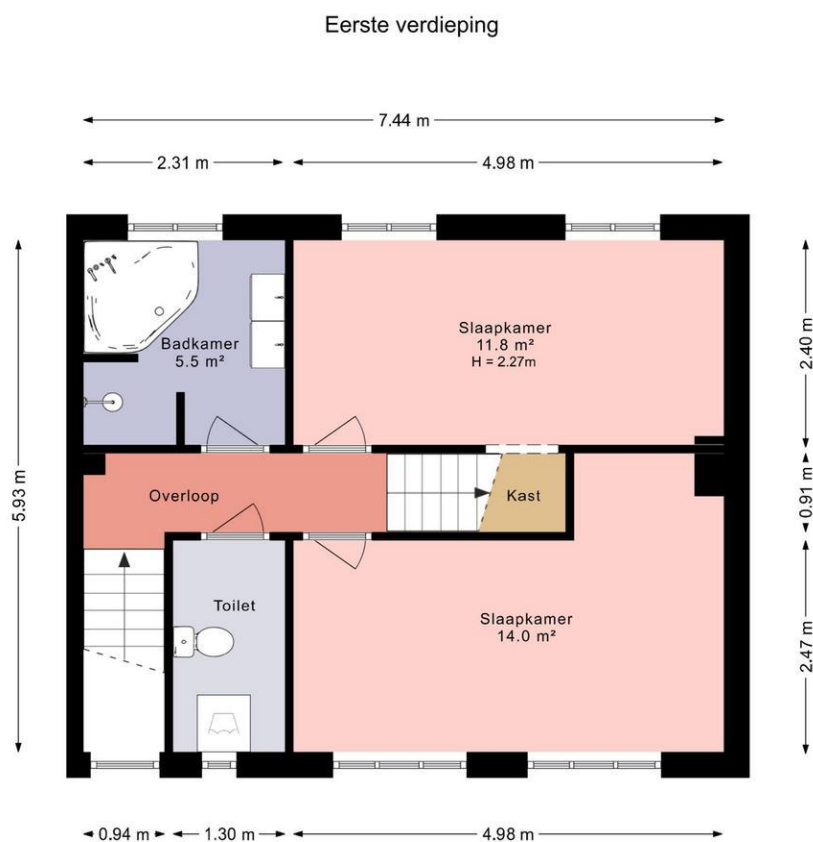 Eerste verdieping
7.44 m
2.31 m
4.98 m
Badkamer
5.5 m²
Slaapkamer
11.8 m²
H = 2.27m
2.40 m
5.93 m
Overloop
Kast
0.91 m
Toilet
Slaapkamer
14.0 m²
2.47 m
0.94 m
1.30 m
4.98 m